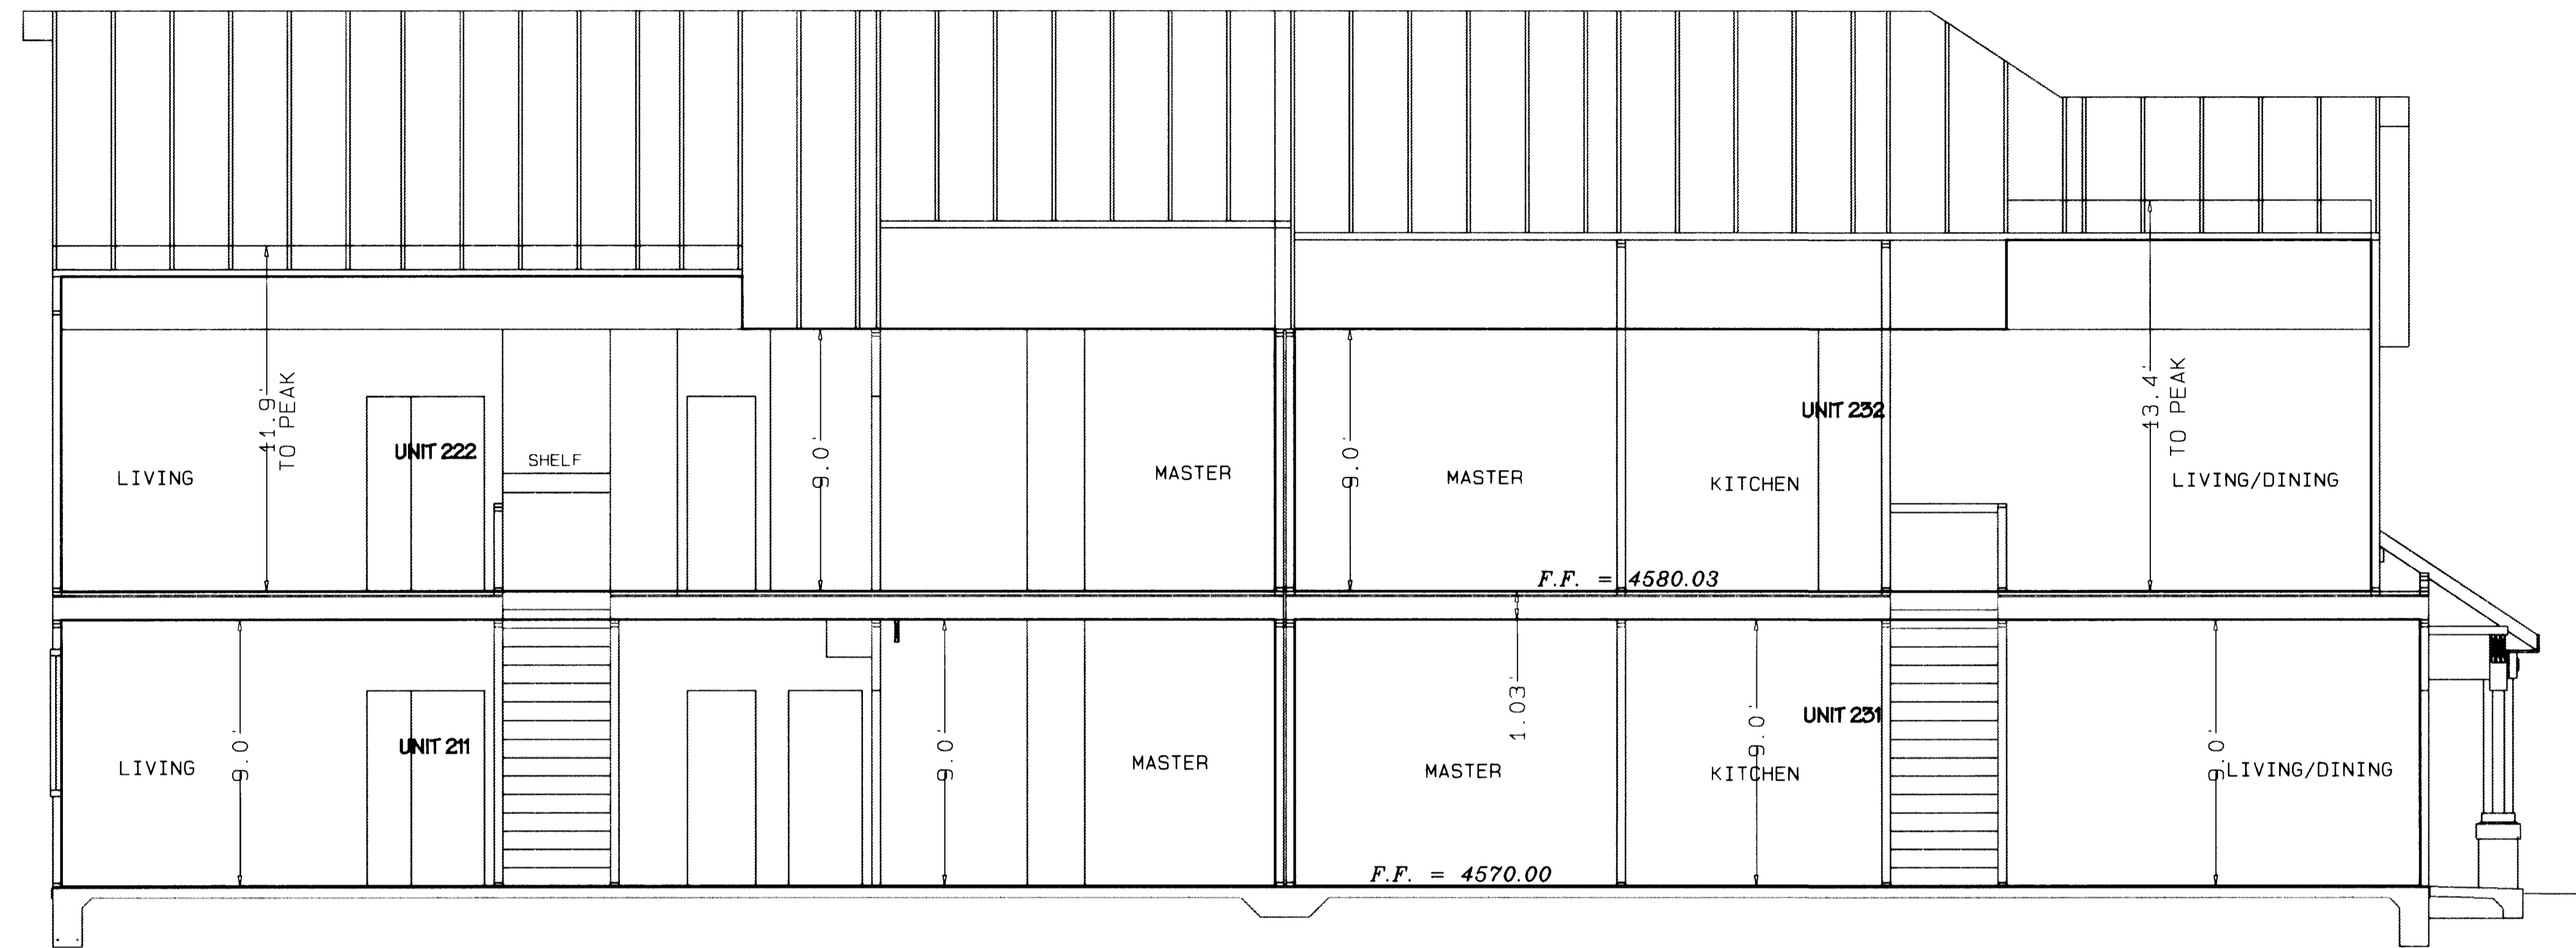 11.9'
TO PEAK
UNIT 222
SHELF
LIVING
9.0'
MASTER
9.0'
MASTER
UNIT 232
KITCHEN
13.4'
TO PEAK
LIVING/DINING
F.F. = 4580.03
LIVING
9.0'
UNIT 211
9.0'
MASTER
MASTER
1.03'
UNIT 231
9.0'
KITCHEN
9.0'
LIVING/DINING
F.F. = 4570.00